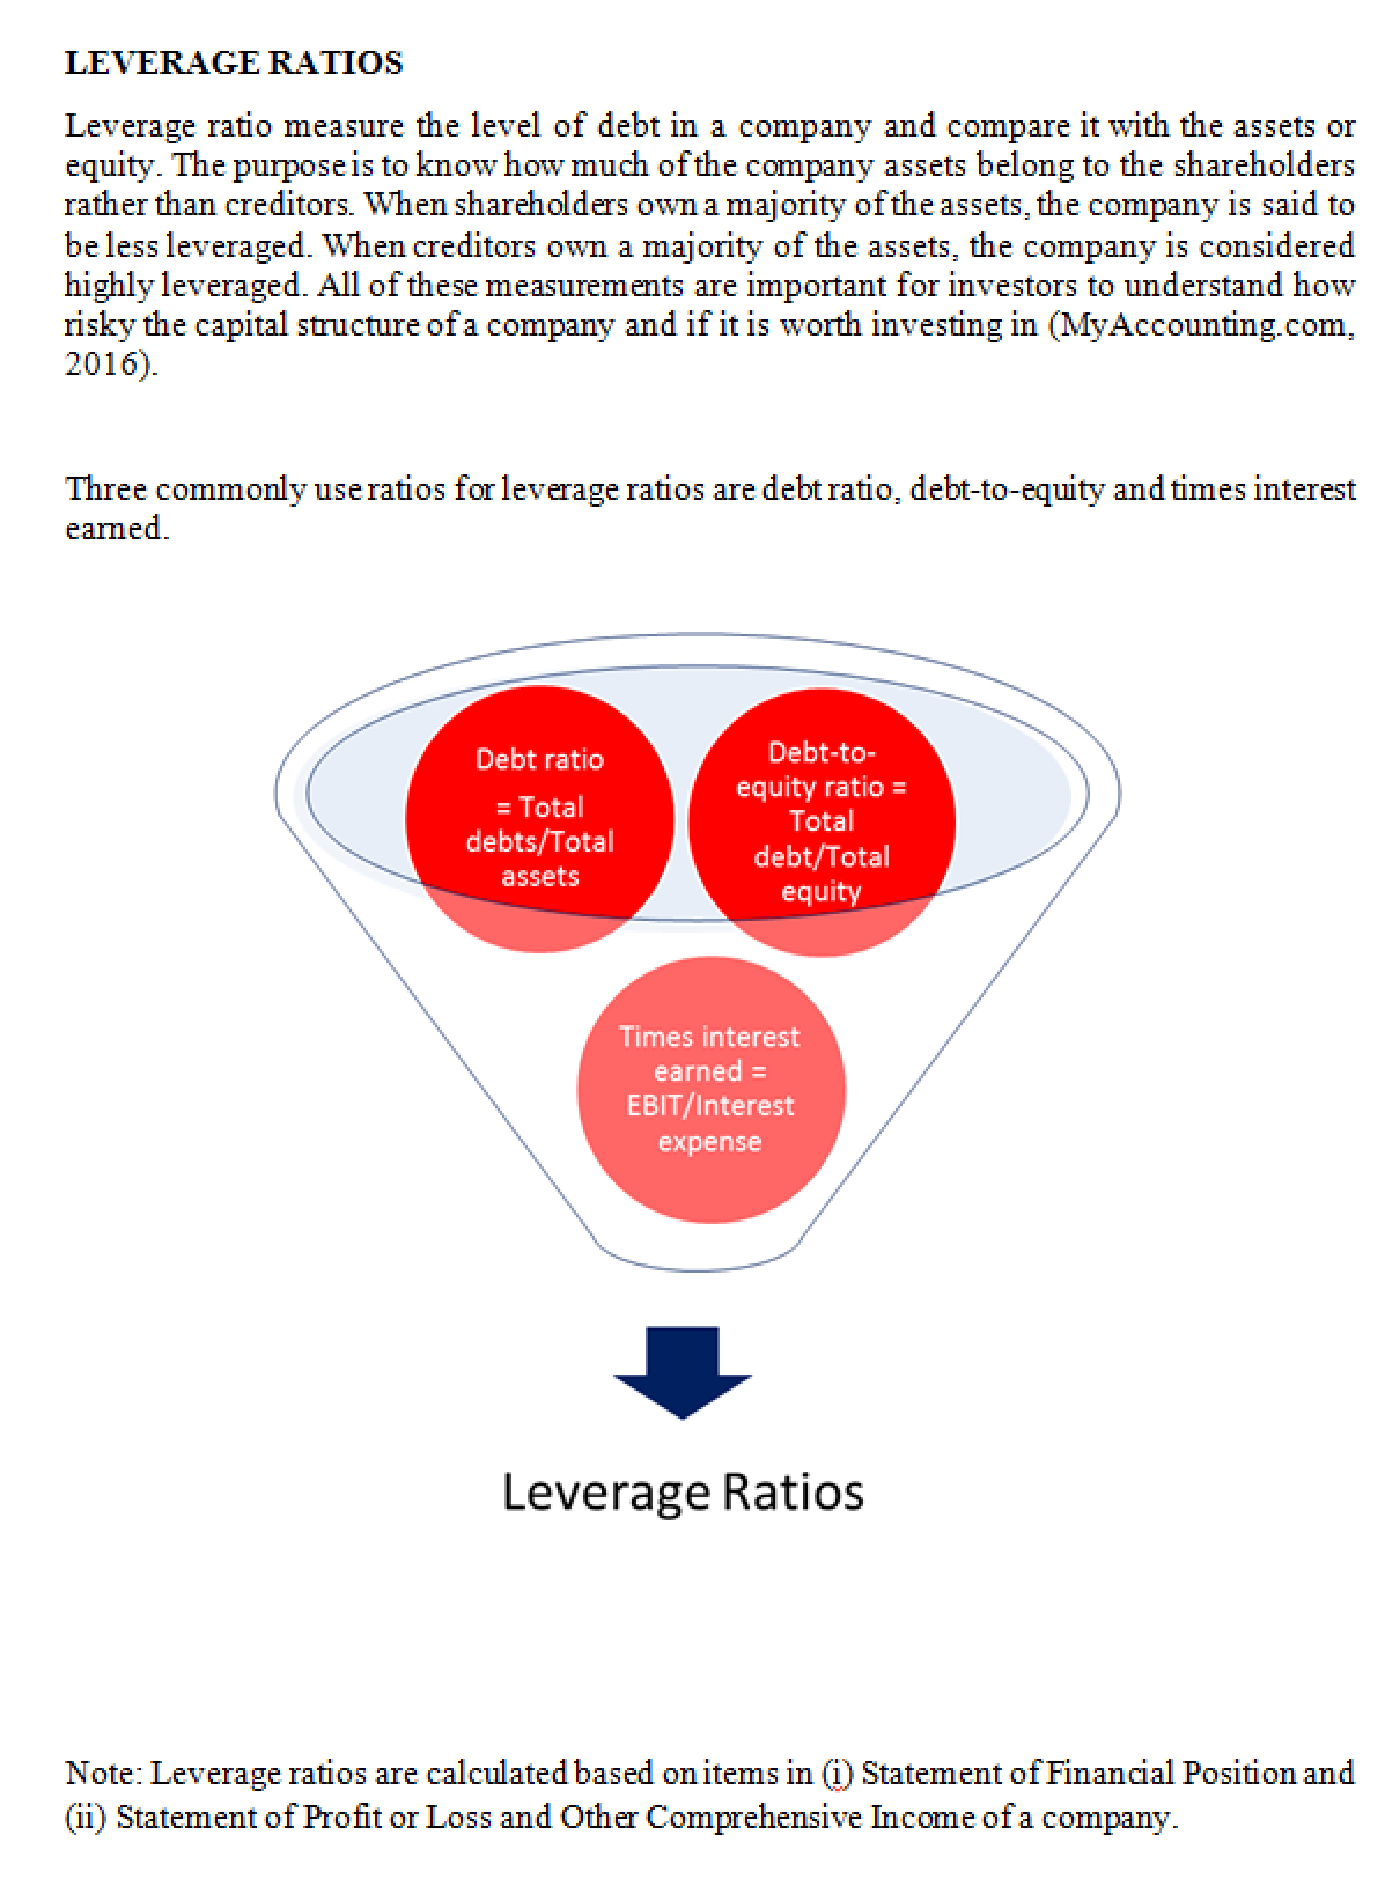 LEVERAGE RATIOS
Leverage ratio measure the level of debt in a company and compare it with the assets or
equity. The purpose is to know how much of the company assets belong to the shareholders
rather than creditors. When shareholders own a majority of the assets, the company is said to
be less leveraged. When creditors own a majority of the assets, the company is considered
highly leveraged. All of these measurements are important for investors to understand how
risky the capital structure of a company and if it is worth investing in (MyAccounting.com,
2016).
Three commonly use ratios for leverage ratios are debt ratio, debt-to-equity and times interest
earned.
Debt ratio
= Total
debts/Total
assets
Debt-to-
equity ratio =
Total
debt/Total
equity
Times interest
earned =
EBIT/Interest
expense
Leverage Ratios
Note: Leverage ratios are calculated based on items in (i) Statement of Financial Position and
(ii) Statement of Profit or Loss and Other Comprehensive Income of a company.